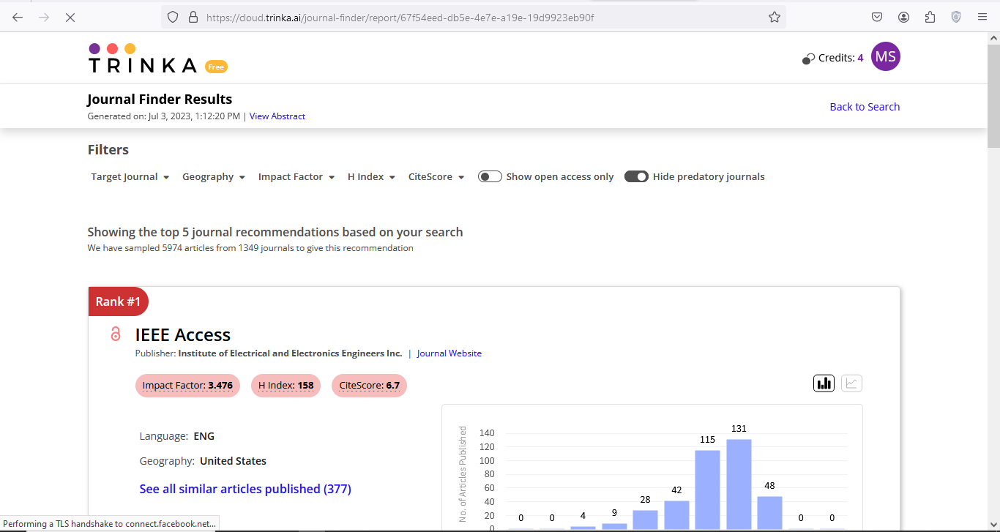 https://cloud.trinka.ai/journal-finder/report/67f54eed-db5e-4e7e-a19e-19d9923eb90f
TRINKA Free
Credits: 4 MS
Journal Finder Results
Generated on: Jul 3, 2023, 1:12:20 PM | View Abstract
Back to Search
Filters
Target Journal Geography Impact Factor H Index CiteScore Show open access only Hide predatory journals
Showing the top 5 journal recommendations based on your search
We have sampled 5974 articles from 1349 journals to give this recommendation
Rank #1
IEEE Access
Publisher: Institute of Electrical and Electronics Engineers Inc. | Journal Website
Impact Factor: 3.476 H Index: 158 CiteScore: 6.7
Language: ENG
Geography: United States
See all similar articles published (377)
No. of Articles Published
140
120
100
80
60
40
20
0
0 0 4 9 28 42 115 131 48 0 0
Performing a TLS handshake to connect.facebook.net...